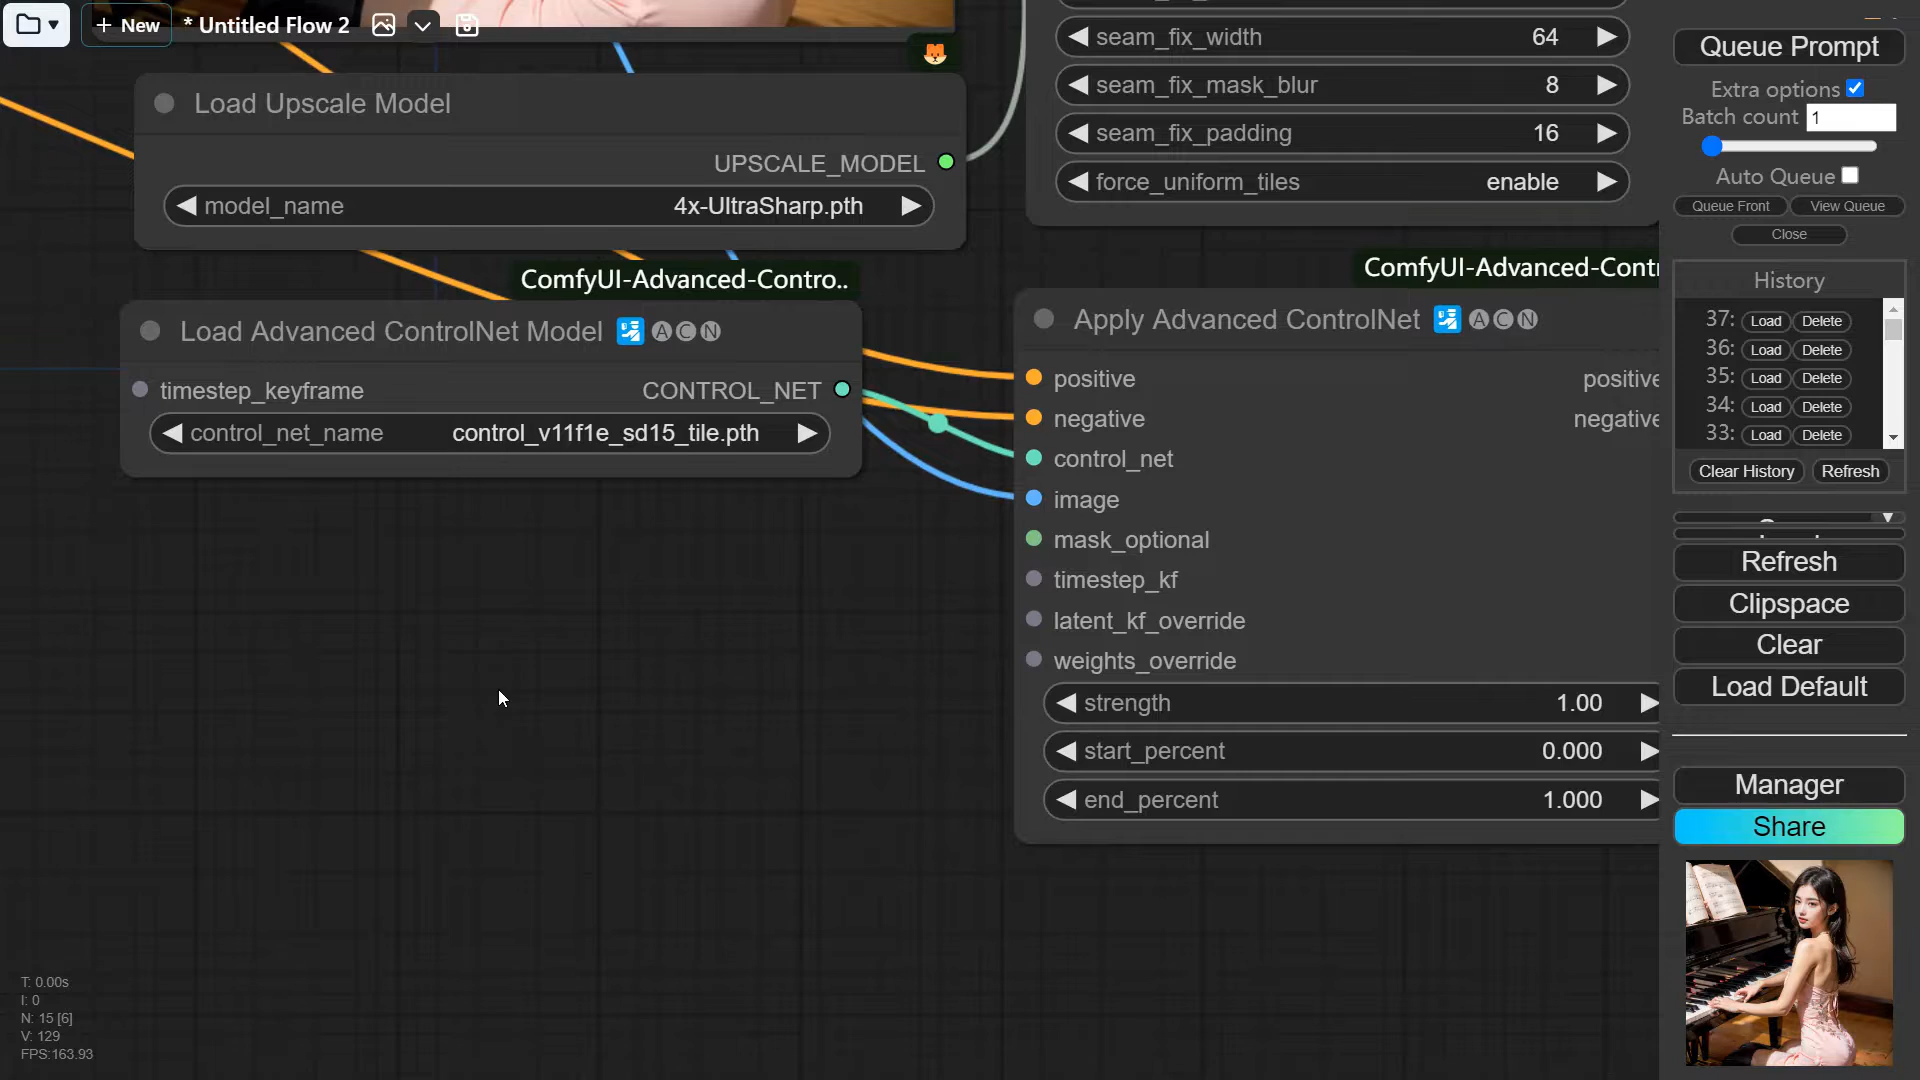 New
* Untitled Flow 2
Load Upscale Model
UPSCALE_MODEL
model_name 4x-UltraSharp.pth
ComfyUI-Advanced-Contro..
Load Advanced ControlNet Model A C N
timestep_keyframe CONTROL_NET
control_net_name control_v11f1e_sd15_tile.pth
seam_fix_width 64
seam_fix_mask_blur 8
seam_fix_padding 16
force_uniform_tiles enable
ComfyUI-Advanced-Contr
Apply Advanced ControlNet A C N
positive positive
negative negative
control_net
image
mask_optional
timestep_kf
latent_kf_override
weights_override
strength 1.00
start_percent 0.000
end_percent 1.000
Queue Prompt
Extra options
Batch count 1
Auto Queue
Queue Front View Queue
Close
History
37: Load Delete
36: Load Delete
35: Load Delete
34: Load Delete
33: Load Delete
Clear History Refresh
Refresh
Clipspace
Clear
Load Default
Manager
Share
T: 0.00s
I: 0
N: 15 [6]
V: 129
FPS:163.93